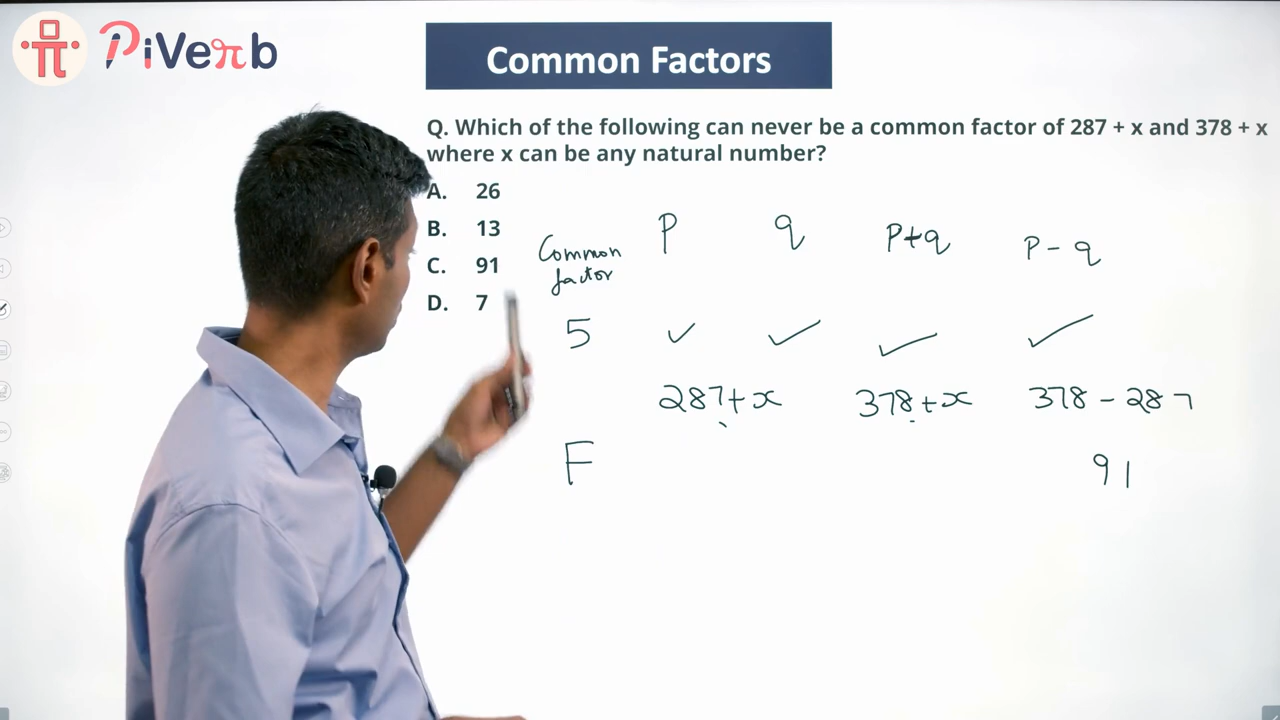 PiVerb
Common Factors
Q. Which of the following can never be a common factor of 287 + x and 378 + x
where x can be any natural number?
A. 26
B. 13
C. 91
D. 7
Common factor
P q P+q P - q
5 ✓ ✓ ✓ ✓
287+x 378+x 378 - 287
F 91